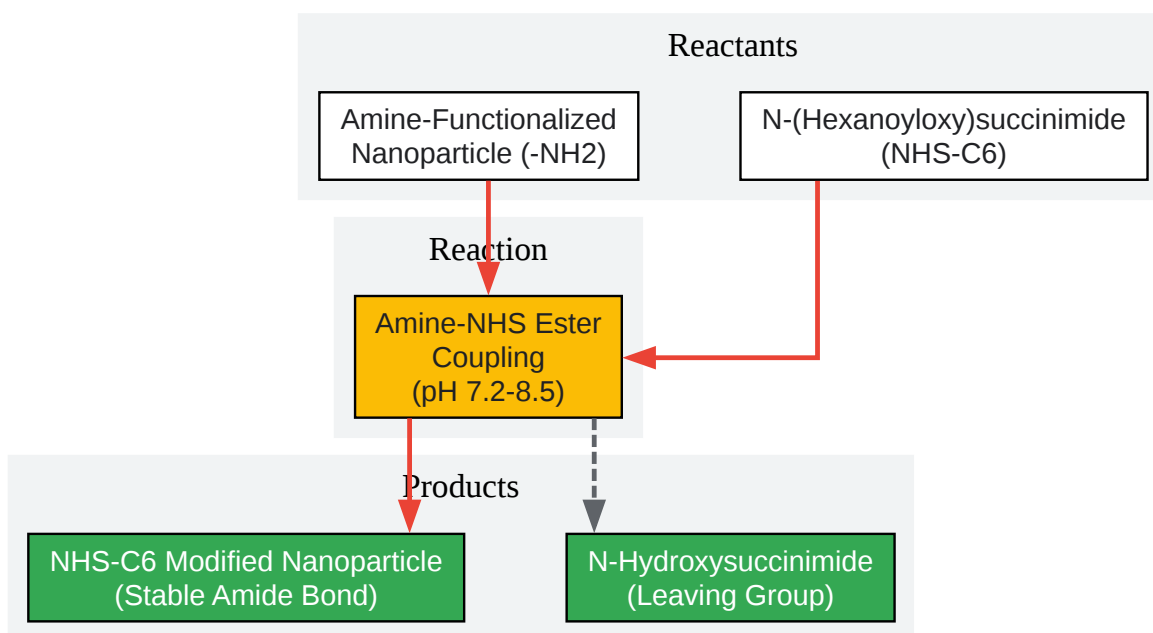 Reactants
Amine-Functionalized
Nanoparticle (-NH2)
N-(Hexanoyloxy)succinimide
(NHS-C6)
Reaction
Amine-NHS Ester
Coupling
(pH 7.2-8.5)
Products
NHS-C6 Modified Nanoparticle
(Stable Amide Bond)
N-Hydroxysuccinimide
(Leaving Group)